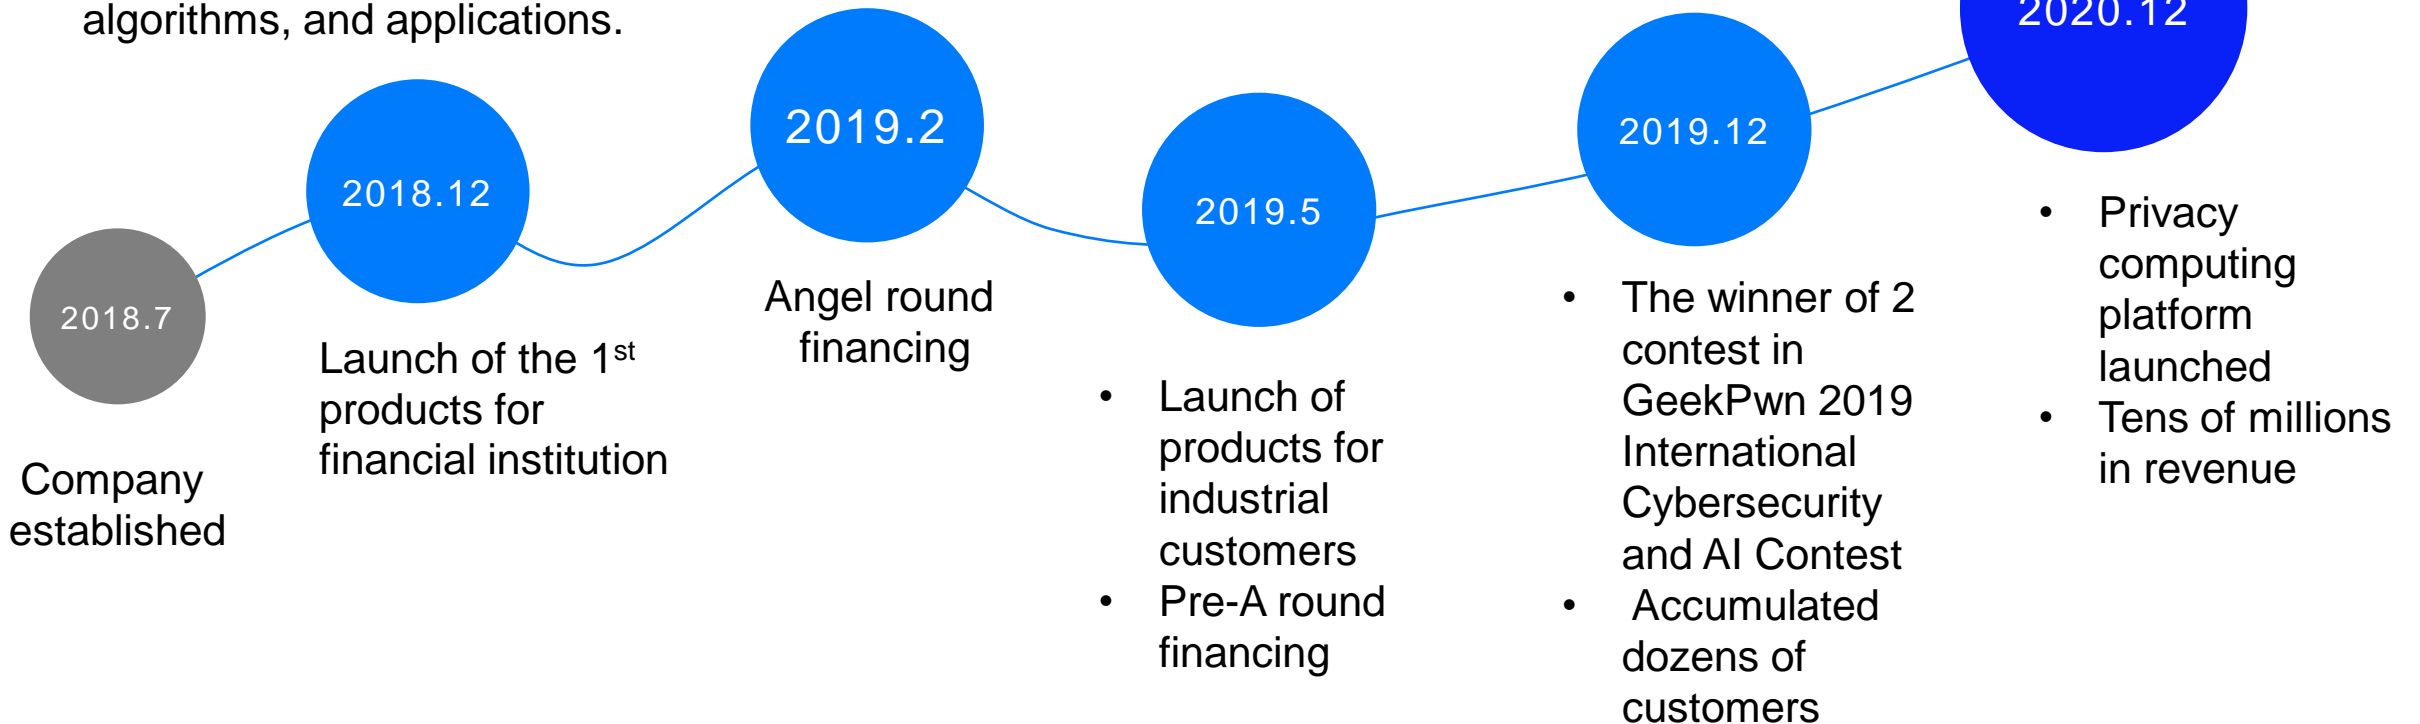 algorithms, and applications.
2018.7
Company
established
2018.12
Launch of the 1st
products for
financial institution
2019.2
Angel round
financing
2019.5
• Launch of
products for
industrial
customers
• Pre-A round
financing
2019.12
• The winner of 2
contest in
GeekPwn 2019
International
Cybersecurity
and AI Contest
• Accumulated
dozens of
customers
2020.12
• Privacy
computing
platform
launched
• Tens of millions
in revenue